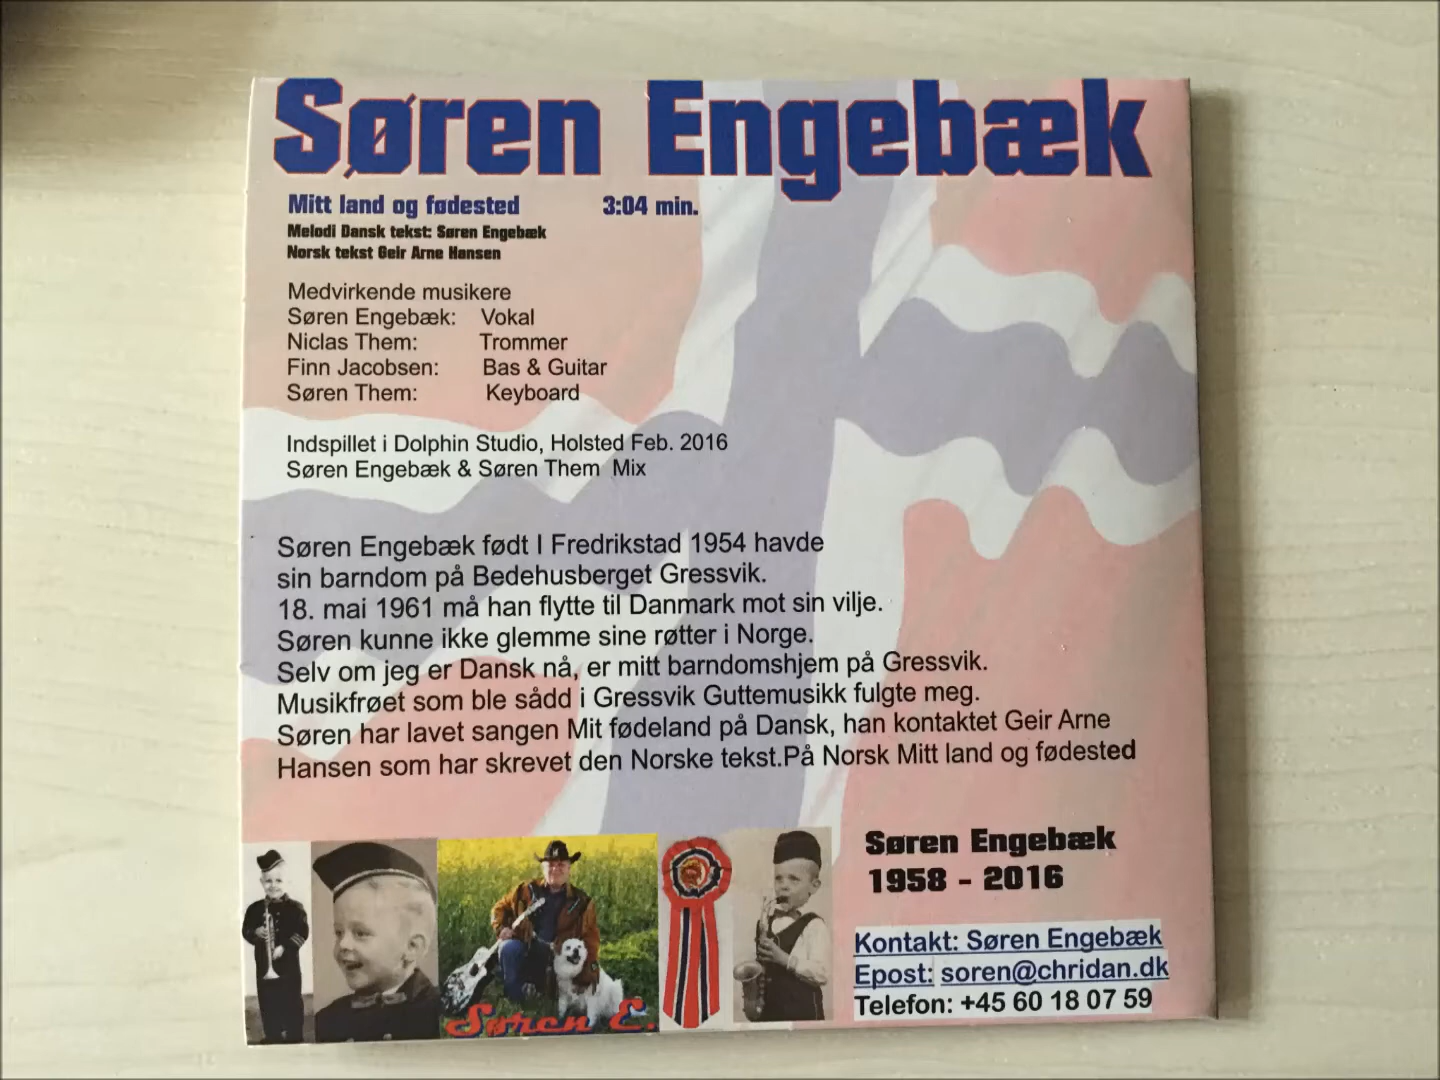 Søren Engebæk
Mitt land og fødested 3:04 min.
Melodi Dansk tekst: Søren Engebæk
Norsk tekst Geir Arne Hansen
Medvirkende musikere
Søren Engebæk: Vokal
Niclas Them: Trommer
Finn Jacobsen: Bas & Guitar
Søren Them: Keyboard
Indspillet i Dolphin Studio, Holsted Feb. 2016
Søren Engebæk & Søren Them Mix
Søren Engebæk født I Fredrikstad 1954 havde
sin barndom på Bedehusberget Gressvik.
18. mai 1961 må han flytte til Danmark mot sin vilje.
Søren kunne ikke glemme sine røtter i Norge.
Selv om jeg er Dansk nå, er mitt barndomshjem på Gressvik.
Musikfrøet som ble sådd i Gressvik Guttemusikk fulgte meg.
Søren har lavet sangen Mit fødeland på Dansk, han kontaktet Geir Arne
Hansen som har skrevet den Norske tekst.På Norsk Mitt land og fødested
Søren Engebæk
1958 - 2016
Kontakt: Søren Engebæk
Epost: soren@chridan.dk
Telefon: +45 60 18 07 59
Søren E.